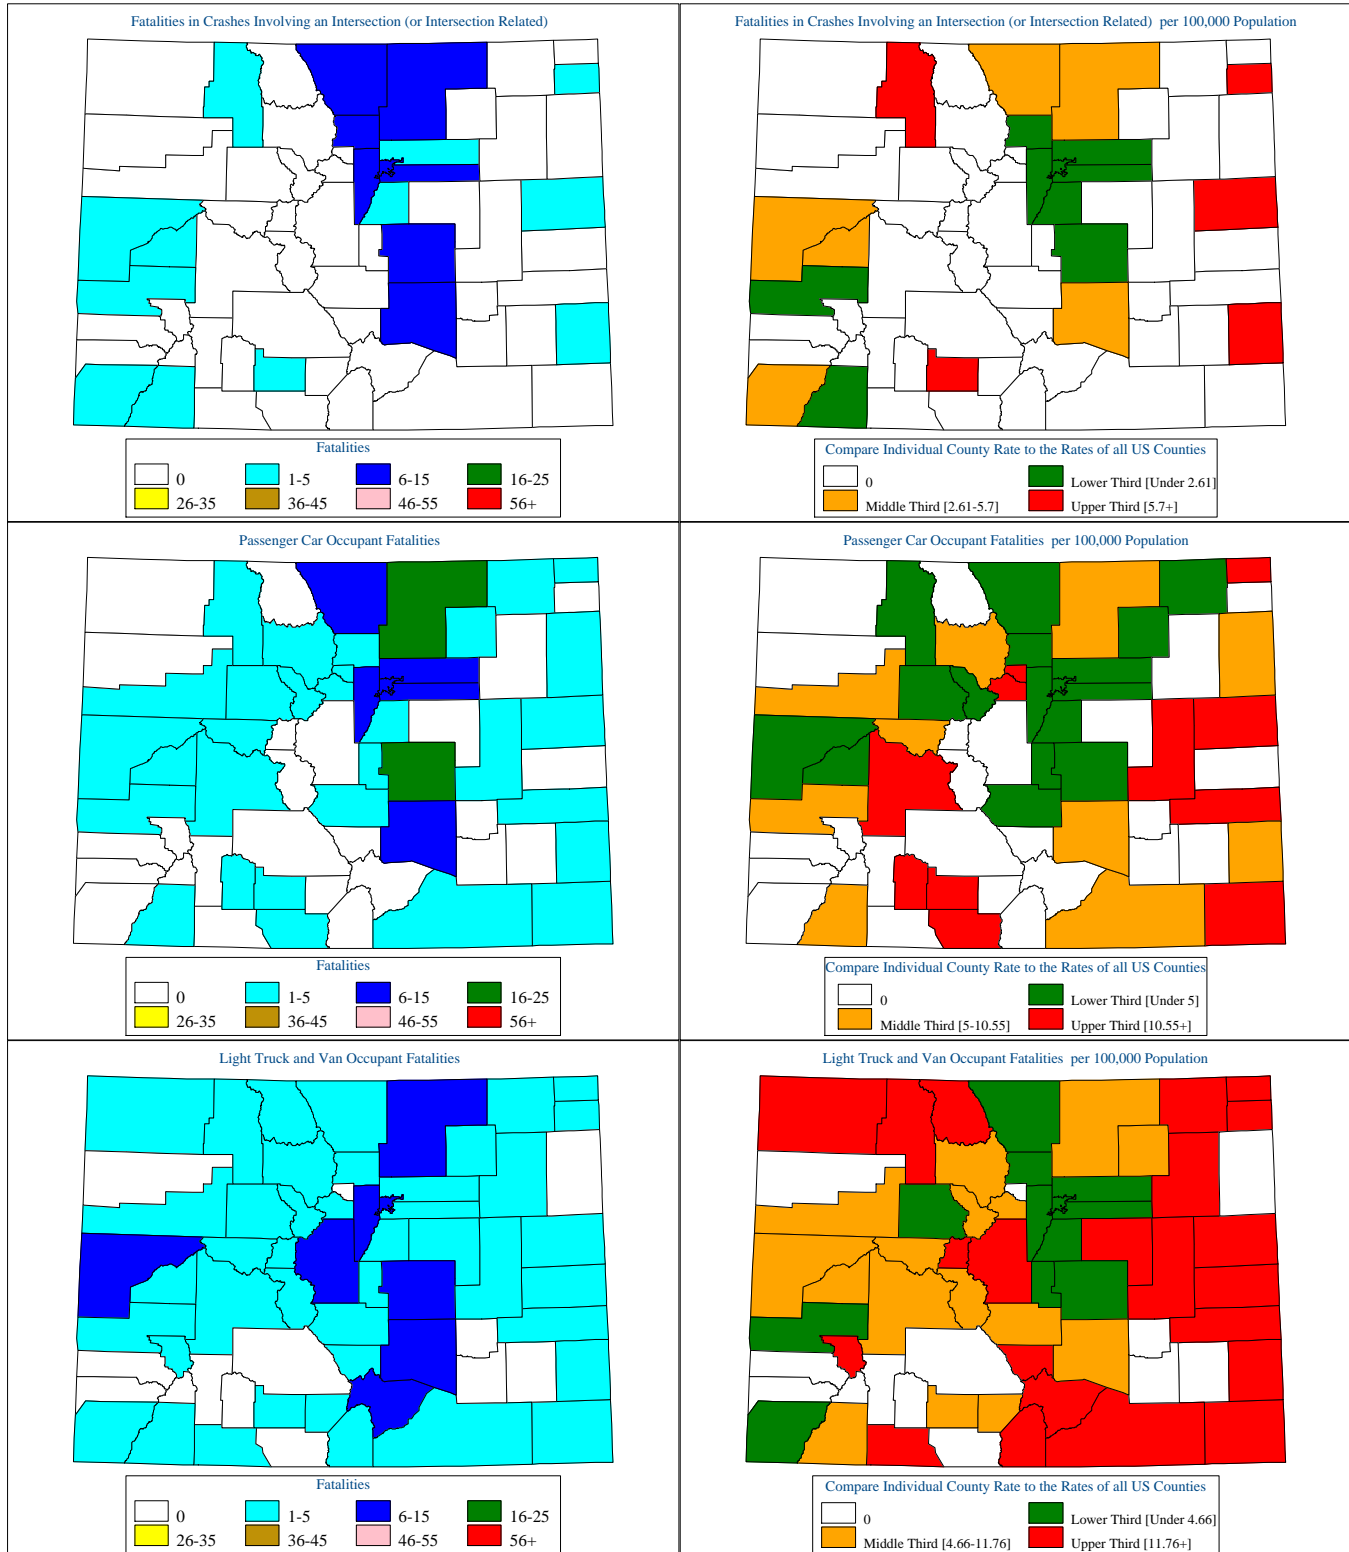 Fatalities in Crashes Involving an Intersection (or Intersection Related)
0
1-5
6-15
16-25
26-35
36-45
46-55
56+
Fatalities
Fatalities in Crashes Involving an Intersection (or Intersection Related)  per 100,000 Population
Compare Individual County Rate to the Rates of all US Counties
0
Lower Third [Under 2.61]
Middle Third [2.61-5.7]
Upper Third [5.7+]
Passenger Car Occupant Fatalities
Fatalities
0
1-5
6-15
16-25
26-35
36-45
46-55
56+
Passenger Car Occupant Fatalities  per 100,000 Population
Compare Individual County Rate to the Rates of all US Counties
0
Lower Third [Under 5]
Middle Third [5-10.55]
Upper Third [10.55+]
Light Truck and Van Occupant Fatalities
Fatalities
0
1-5
6-15
16-25
26-35
36-45
46-55
56+
Light Truck and Van Occupant Fatalities  per 100,000 Population
Compare Individual County Rate to the Rates of all US Counties
0
Lower Third [Under 4.66]
Middle Third [4.66-11.76]
Upper Third [11.76+]